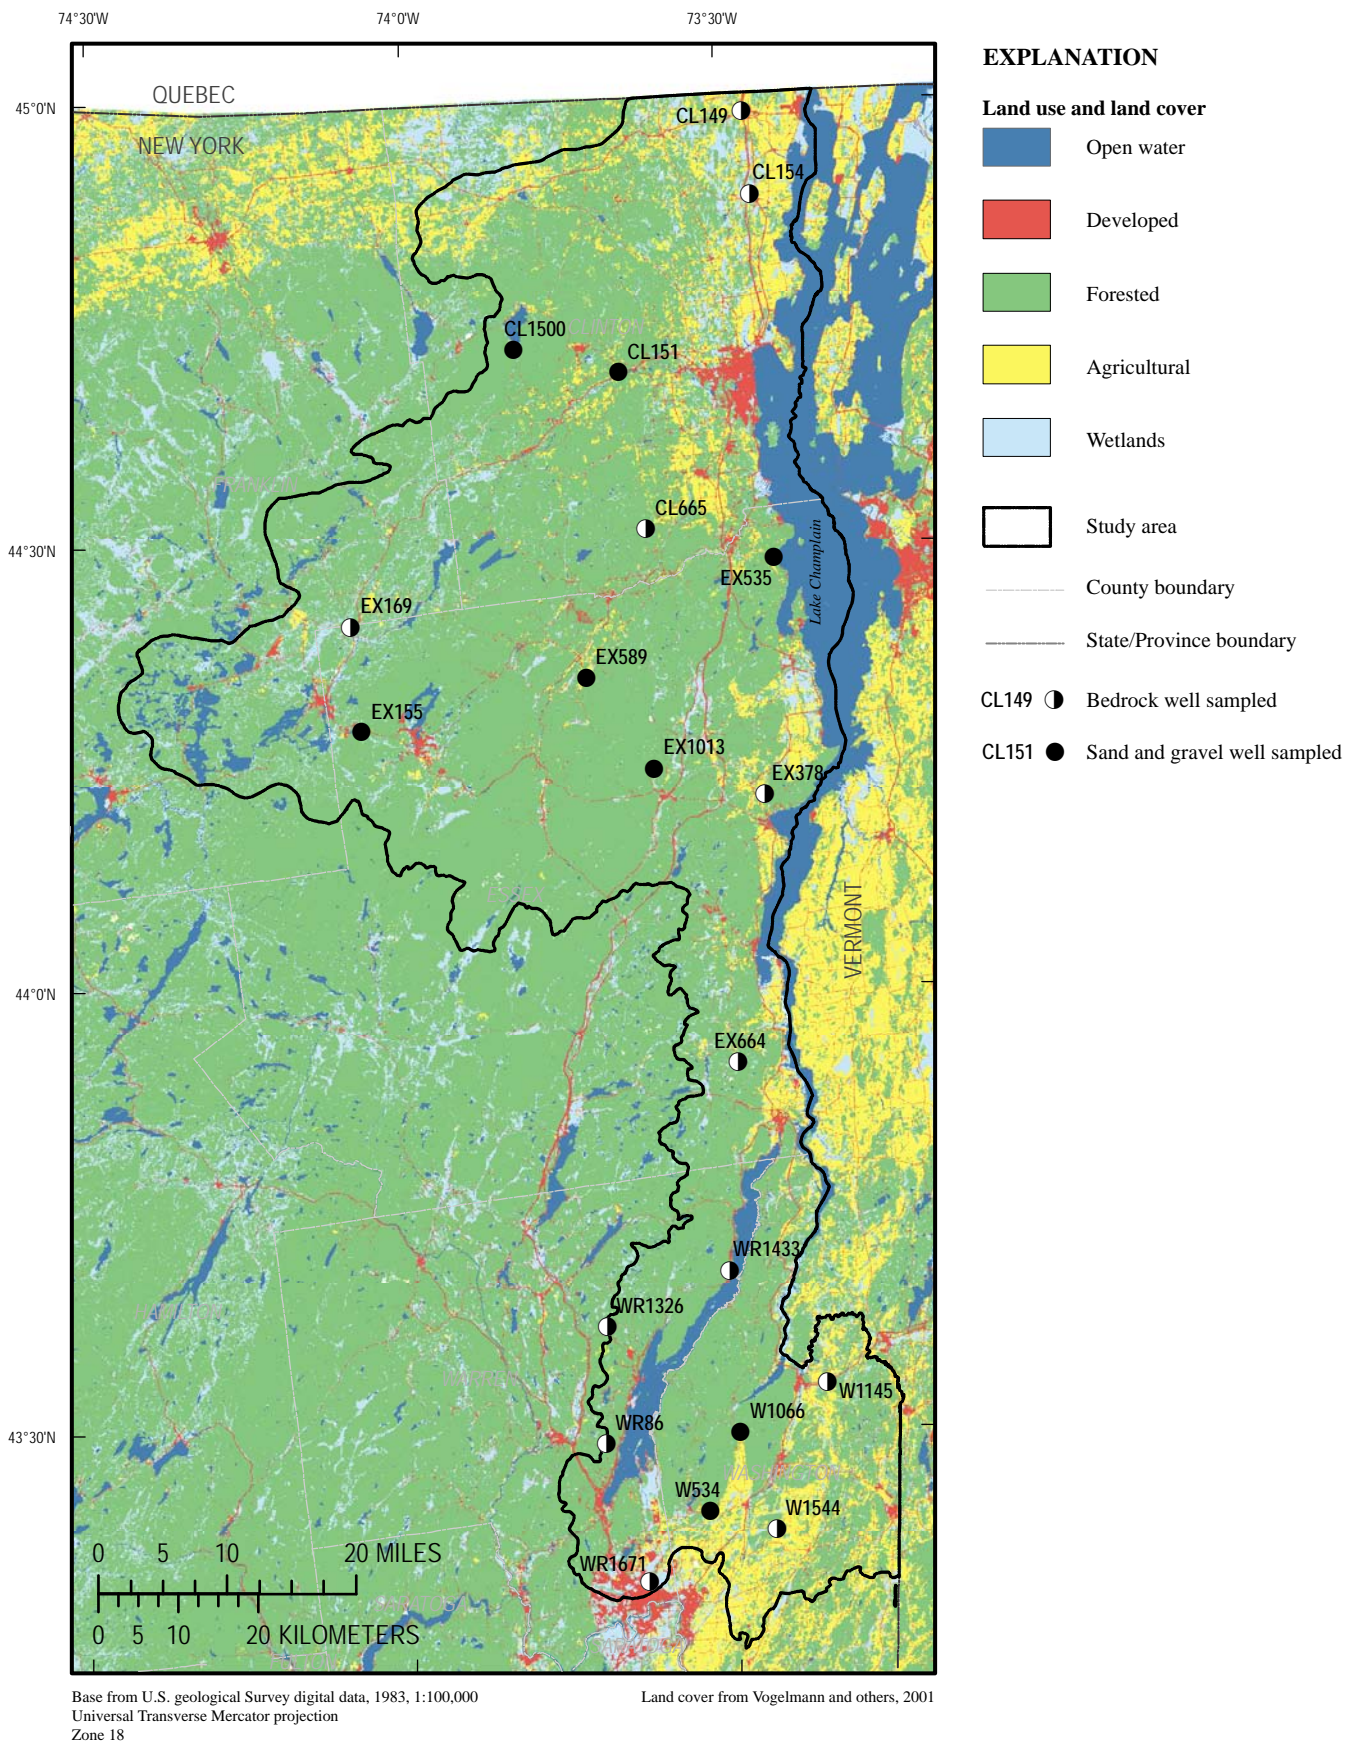 74°30'W
74°0'W
73°30'W
45°0'N
44°30'N
44°0'N
43°30'N
QUEBEC
NEW YORK
CL149
CL154
CL1500
CL151
CL665
EX535
Lake Champlain
EX169
EX589
EX155
EX1013
EX378
VERMONT
EX664
WR1433
WR1326
W1145
W1066
WR86
W534
W1544
WR1671
0 5 10 20 MILES
0 5 10 20 KILOMETERS
EXPLANATION
Land use and land cover
Open water
Developed
Forested
Agricultural
Wetlands
Study area
County boundary
State/Province boundary
CL149 Bedrock well sampled
CL151 Sand and gravel well sampled
Base from U.S. geological Survey digital data, 1983, 1:100,000
Universal Transverse Mercator projection
Zone 18
Land cover from Vogelmann and others, 2001